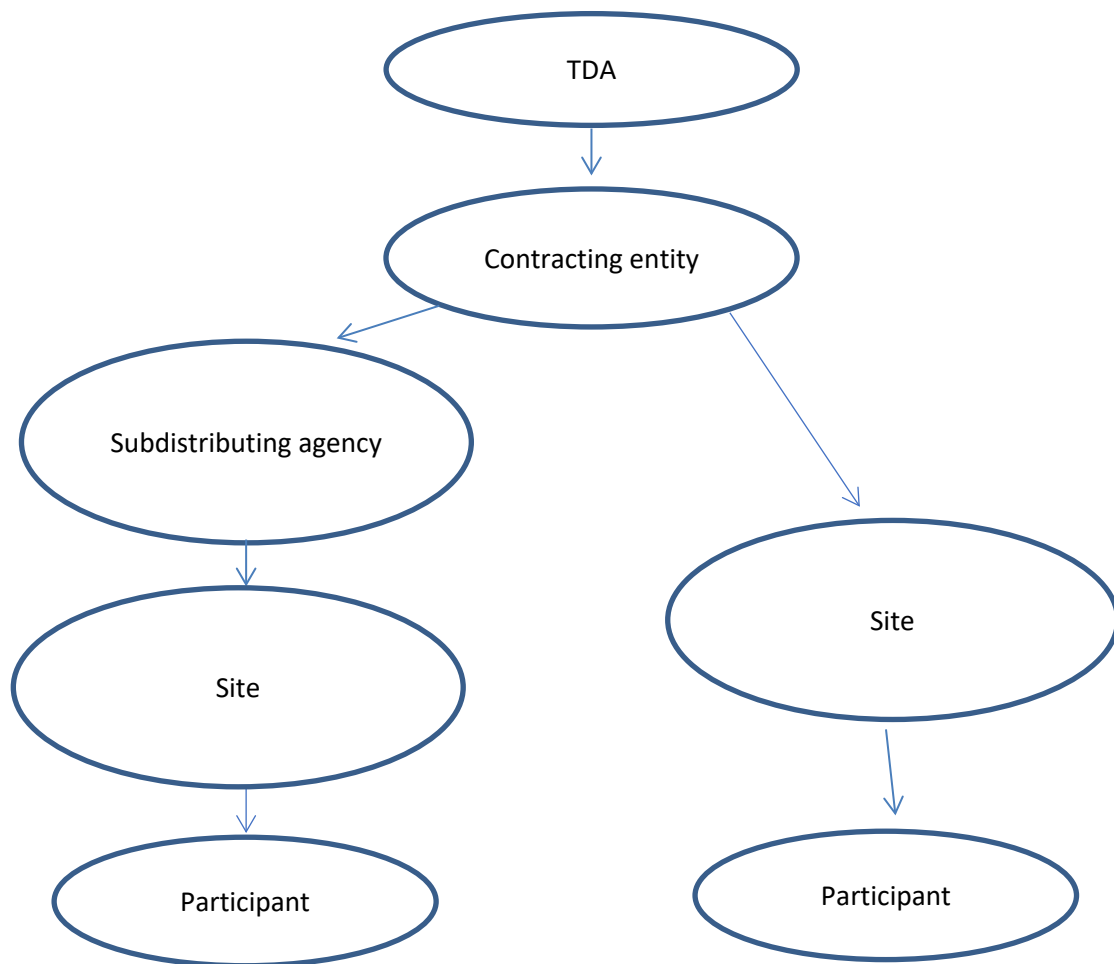 TDA
Contracting entity
Subdistributing agency
Site
Site
Participant
Participant